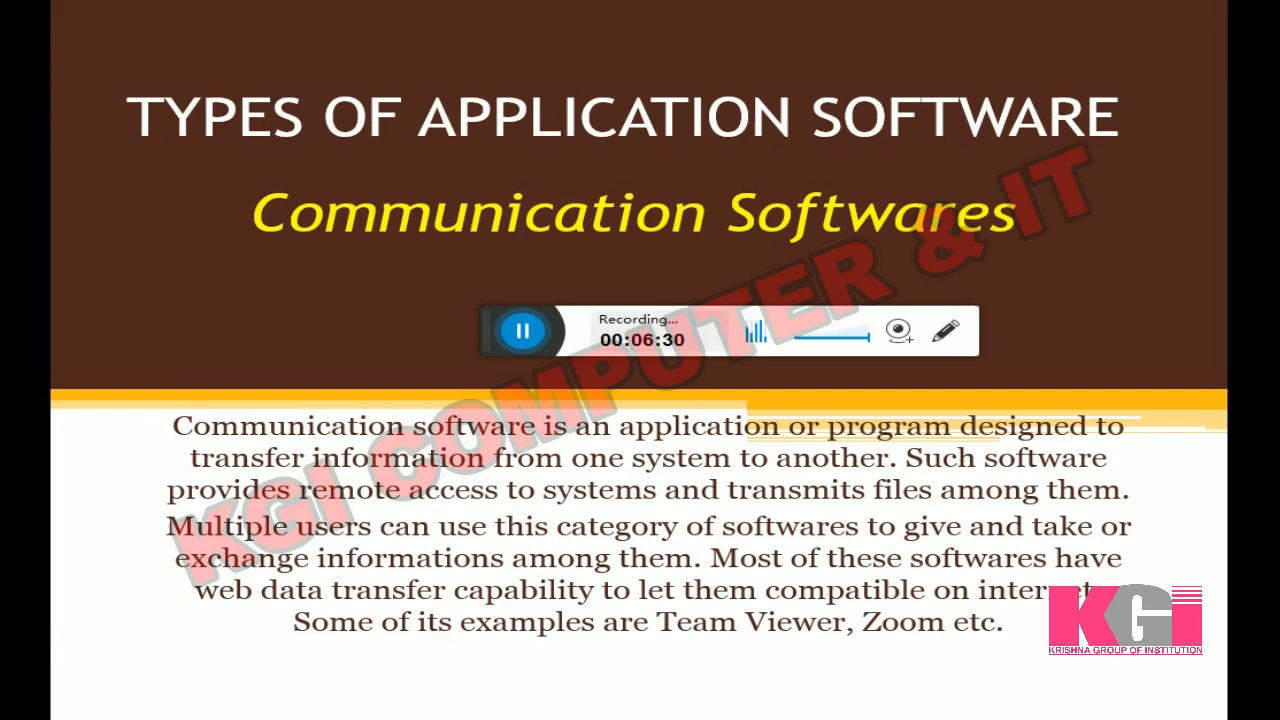 TYPES OF APPLICATION SOFTWARE
Communication Softwares
Recording...
00:06:30
KGI COMPUTER & IT
Communication software is an application or program designed to
transfer information from one system to another. Such software
provides remote access to systems and transmits files among them.
Multiple users can use this category of softwares to give and take or
exchange informations among them. Most of these softwares have
web data transfer capability to let them compatible on internet.
Some of its examples are Team Viewer, Zoom etc.
KGI
KRISHNA GROUP OF INSTITUTION